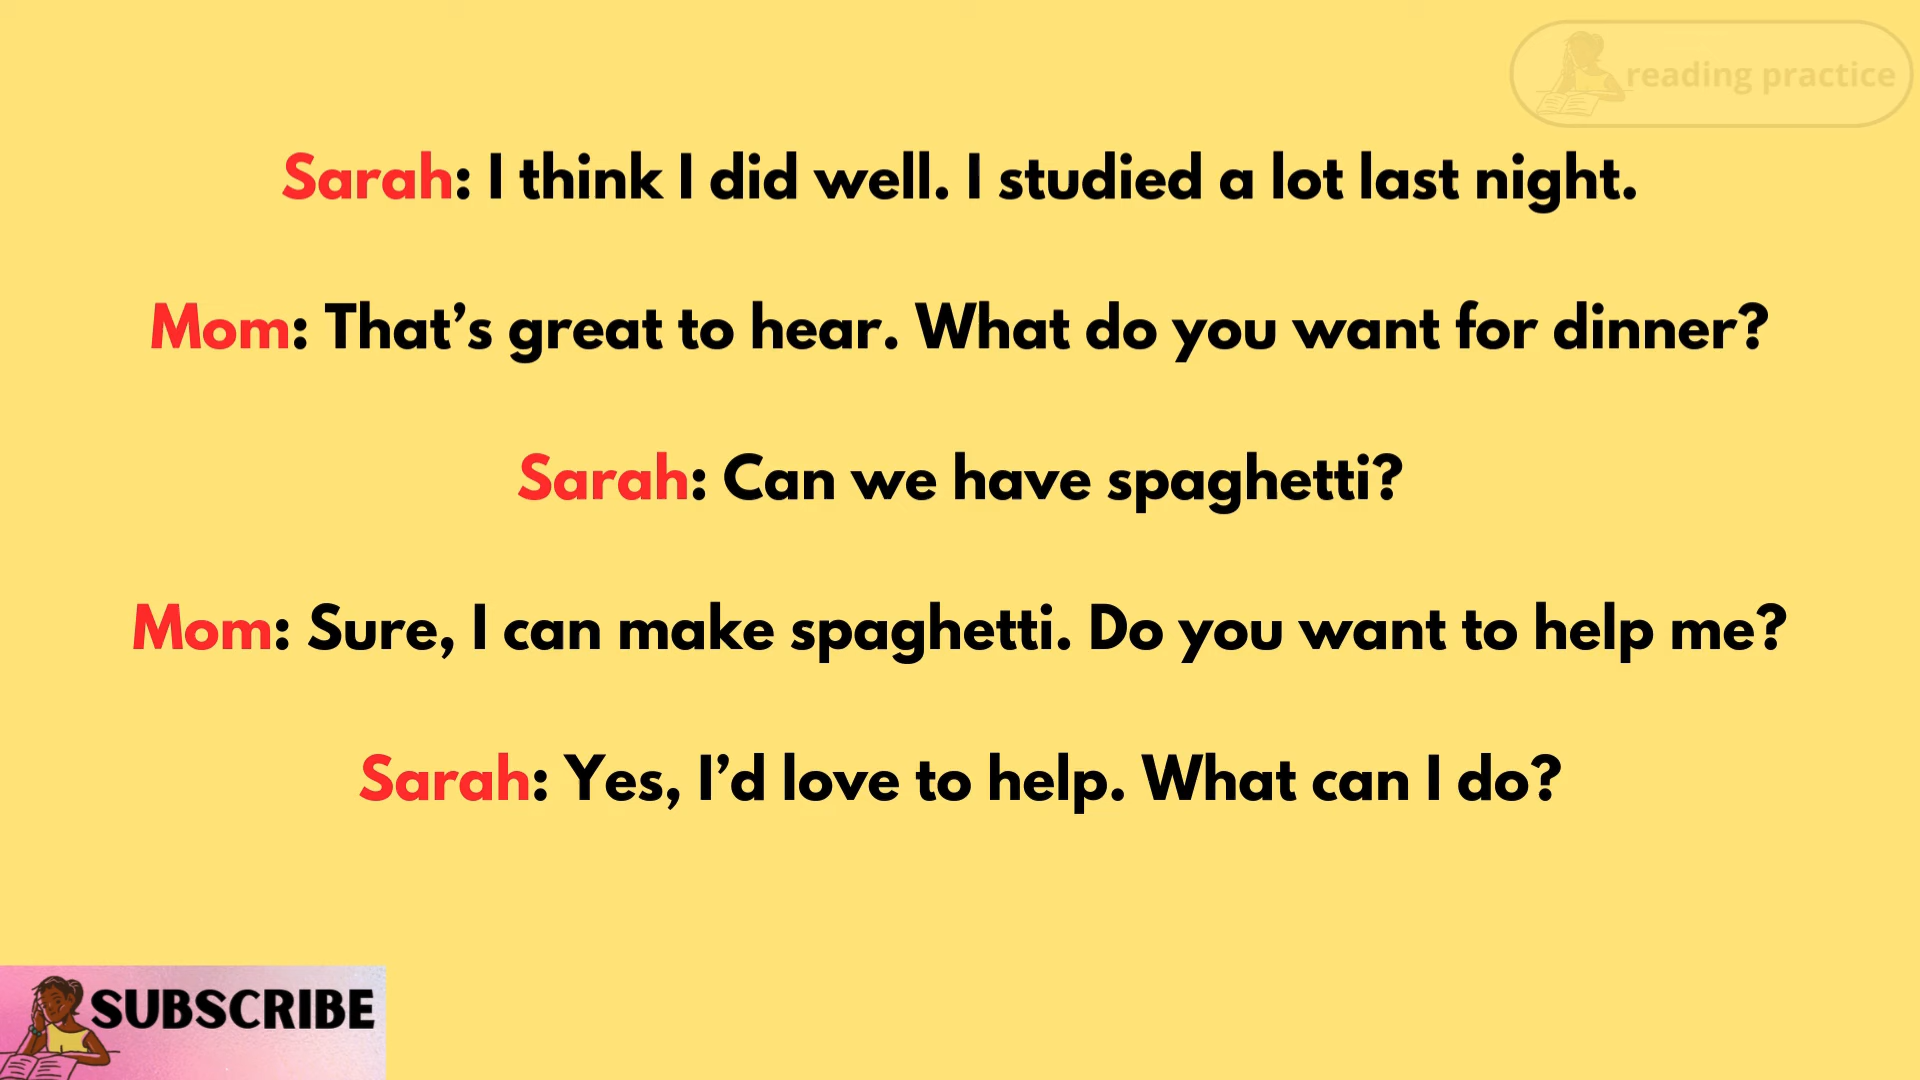 reading practice
Sarah: I think I did well. I studied a lot last night.
Mom: That’s great to hear. What do you want for dinner?
Sarah: Can we have spaghetti?
Mom: Sure, I can make spaghetti. Do you want to help me?
Sarah: Yes, I’d love to help. What can I do?
SUBSCRIBE